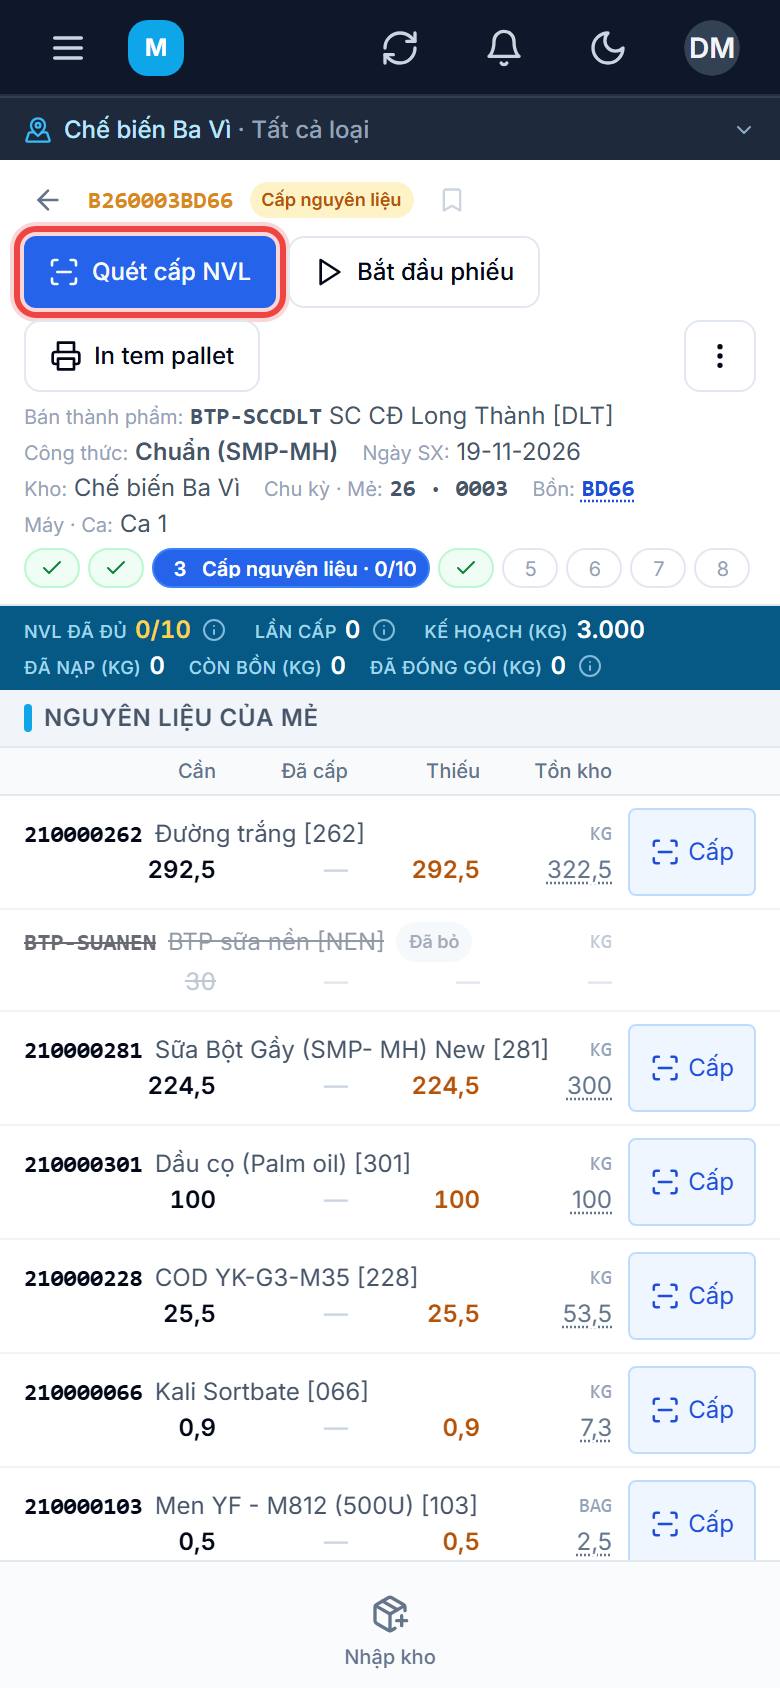 M DM
Chế biến Ba Vì · Tất cả loại
B260003BD66 Cấp nguyên liệu
Quét cấp NVL Bắt đầu phiếu
In tem pallet
Bán thành phẩm: BTP-SCCDLT SC CĐ Long Thành [DLT]
Công thức: Chuẩn (SMP-MH) Ngày SX: 19-11-2026
Kho: Chế biến Ba Vì Chu kỳ · Mẻ: 26 • 0003 Bồn: BD66
Máy · Ca: Ca 1
3 Cấp nguyên liệu · 0/10 5 6 7 8
NVL ĐÃ ĐỦ 0/10 LẦN CẤP 0 KẾ HOẠCH (KG) 3.000
ĐÃ NẠP (KG) 0 CÒN BỒN (KG) 0 ĐÃ ĐÓNG GÓI (KG) 0
NGUYÊN LIỆU CỦA MẺ
Cần Đã cấp Thiếu Tồn kho
210000262 Đường trắng [262] KG Cấp
292,5 — 292,5 322,5
BTP-SUANEN BTP sữa nền [NEN] Đã bỏ KG
30 — — —
210000281 Sữa Bột Gầy (SMP- MH) New [281] KG Cấp
224,5 — 224,5 300
210000301 Dầu cọ (Palm oil) [301] KG Cấp
100 — 100 100
210000228 COD YK-G3-M35 [228] KG Cấp
25,5 — 25,5 53,5
210000066 Kali Sortbate [066] KG Cấp
0,9 — 0,9 7,3
210000103 Men YF - M812 (500U) [103] BAG Cấp
0,5 — 0,5 2,5
Nhập kho